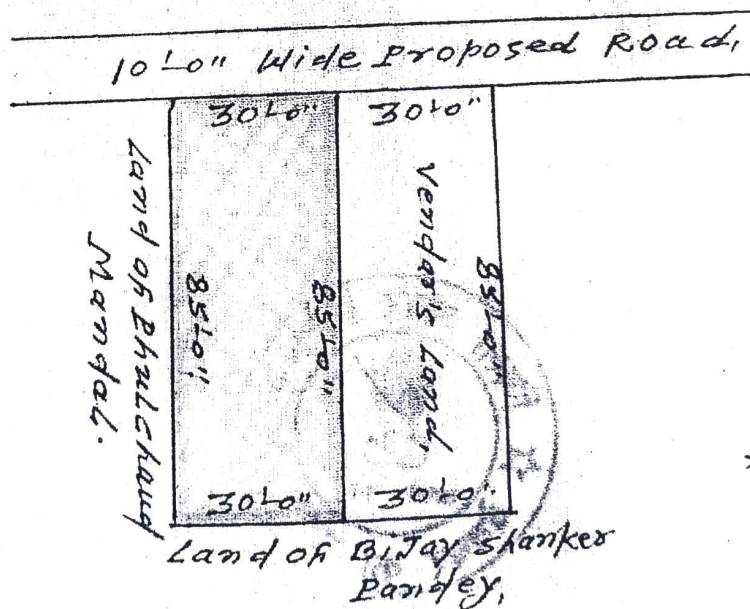 10'-0" Wide Proposed Road,
30'-0"
30'-0"
Land of Phulchand
Mandal.
85'-0"
85'-0"
Vendor's Land,
85'-0"
30'-0"
30'-0"
Land of BiJay Shanker
Pandey,